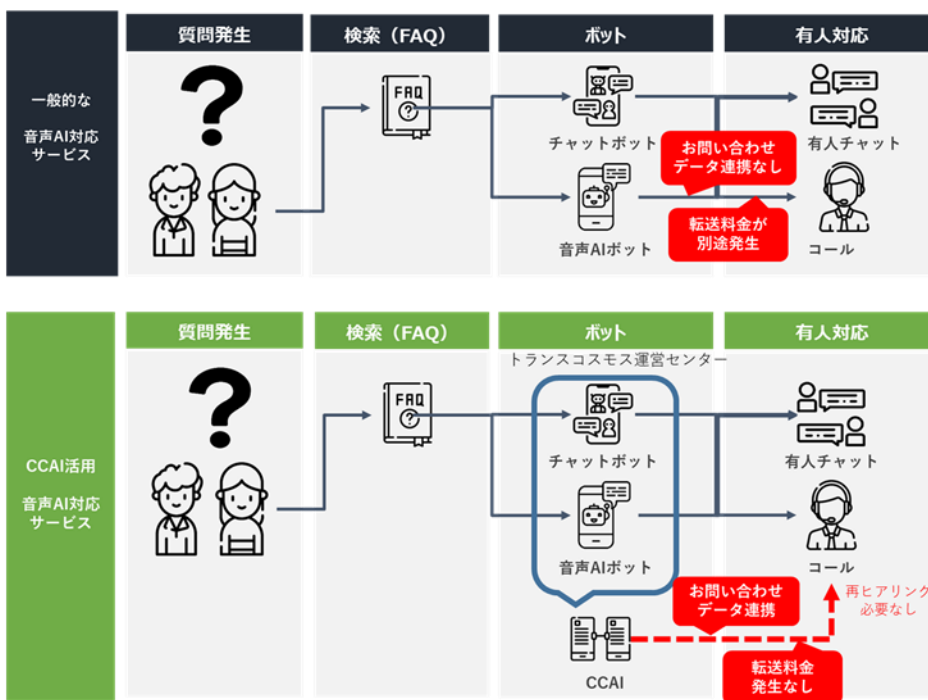 質問発生
検索（FAQ）
ボット
有人対応
一般的な
音声AI対応
サービス
?
FAQ
?
チャットボット
有人チャット
お問い合わせ
データ連携なし
転送料金が
別途発生
音声AIボット
コール
質問発生
検索（FAQ）
ボット
有人対応
トランスコスモス運営センター
CCAI活用
音声AI対応
サービス
?
FAQ
?
チャットボット
有人チャット
音声AIボット
コール
お問い合わせ
データ連携
再ヒアリング
必要なし
転送料金
発生なし
CCAI